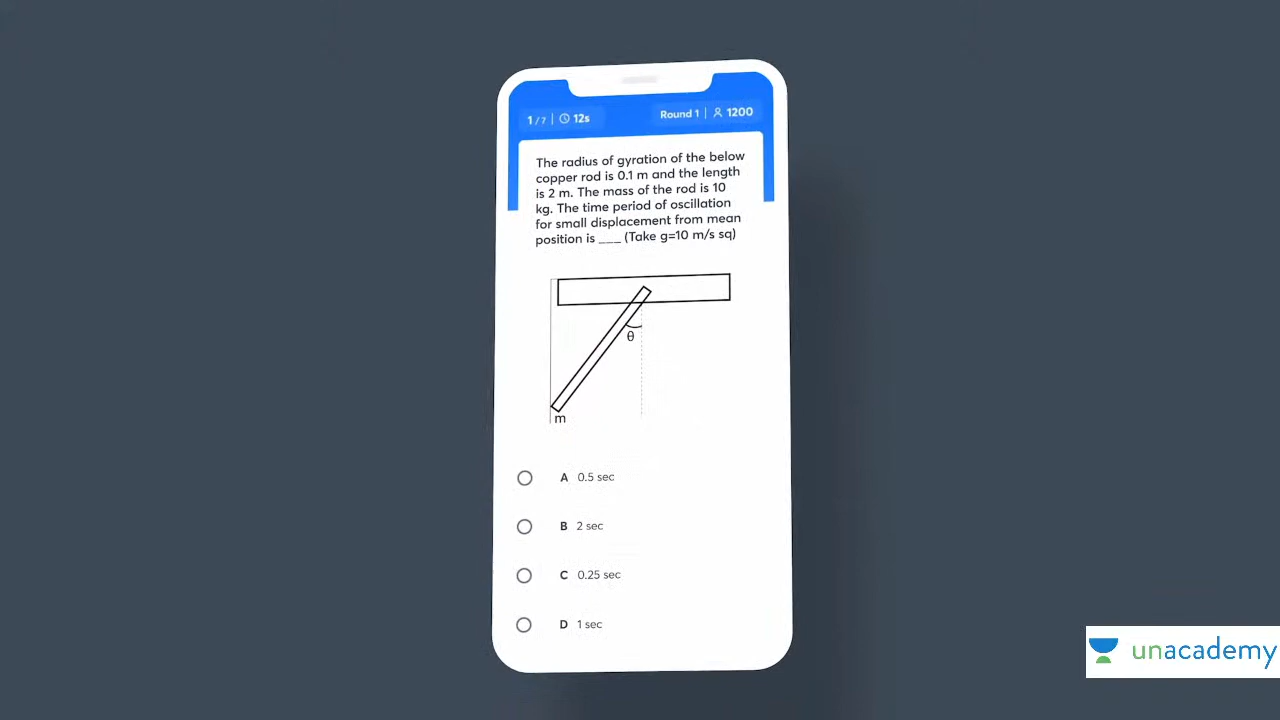 1/7 | 12s
Round 1 | 1200
The radius of gyration of the below
copper rod is 0.1 m and the length
is 2 m. The mass of the rod is 10
kg. The time period of oscillation
for small displacement from mean
position is ___ (Take g=10 m/s sq)
θ
m
A 0.5 sec
B 2 sec
C 0.25 sec
D 1 sec
unacademy